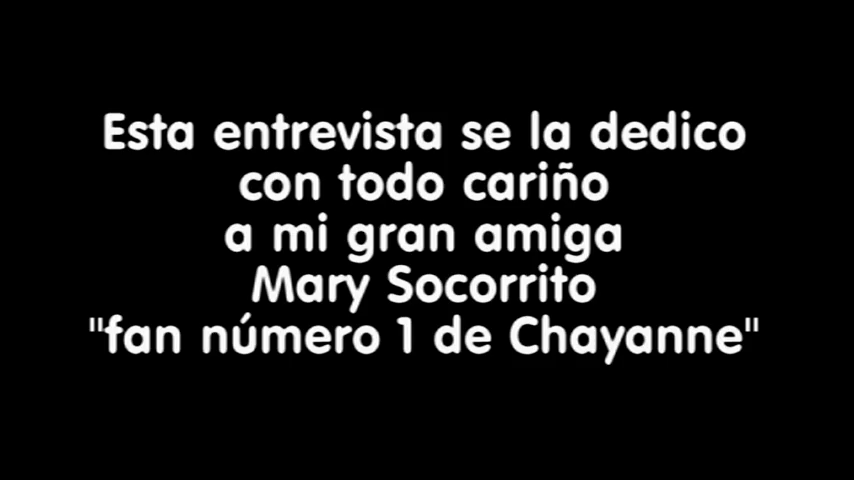 Esta entrevista se la dedico
con todo cariño
a mi gran amiga
Mary Socorrito
"fan número 1 de Chayanne"